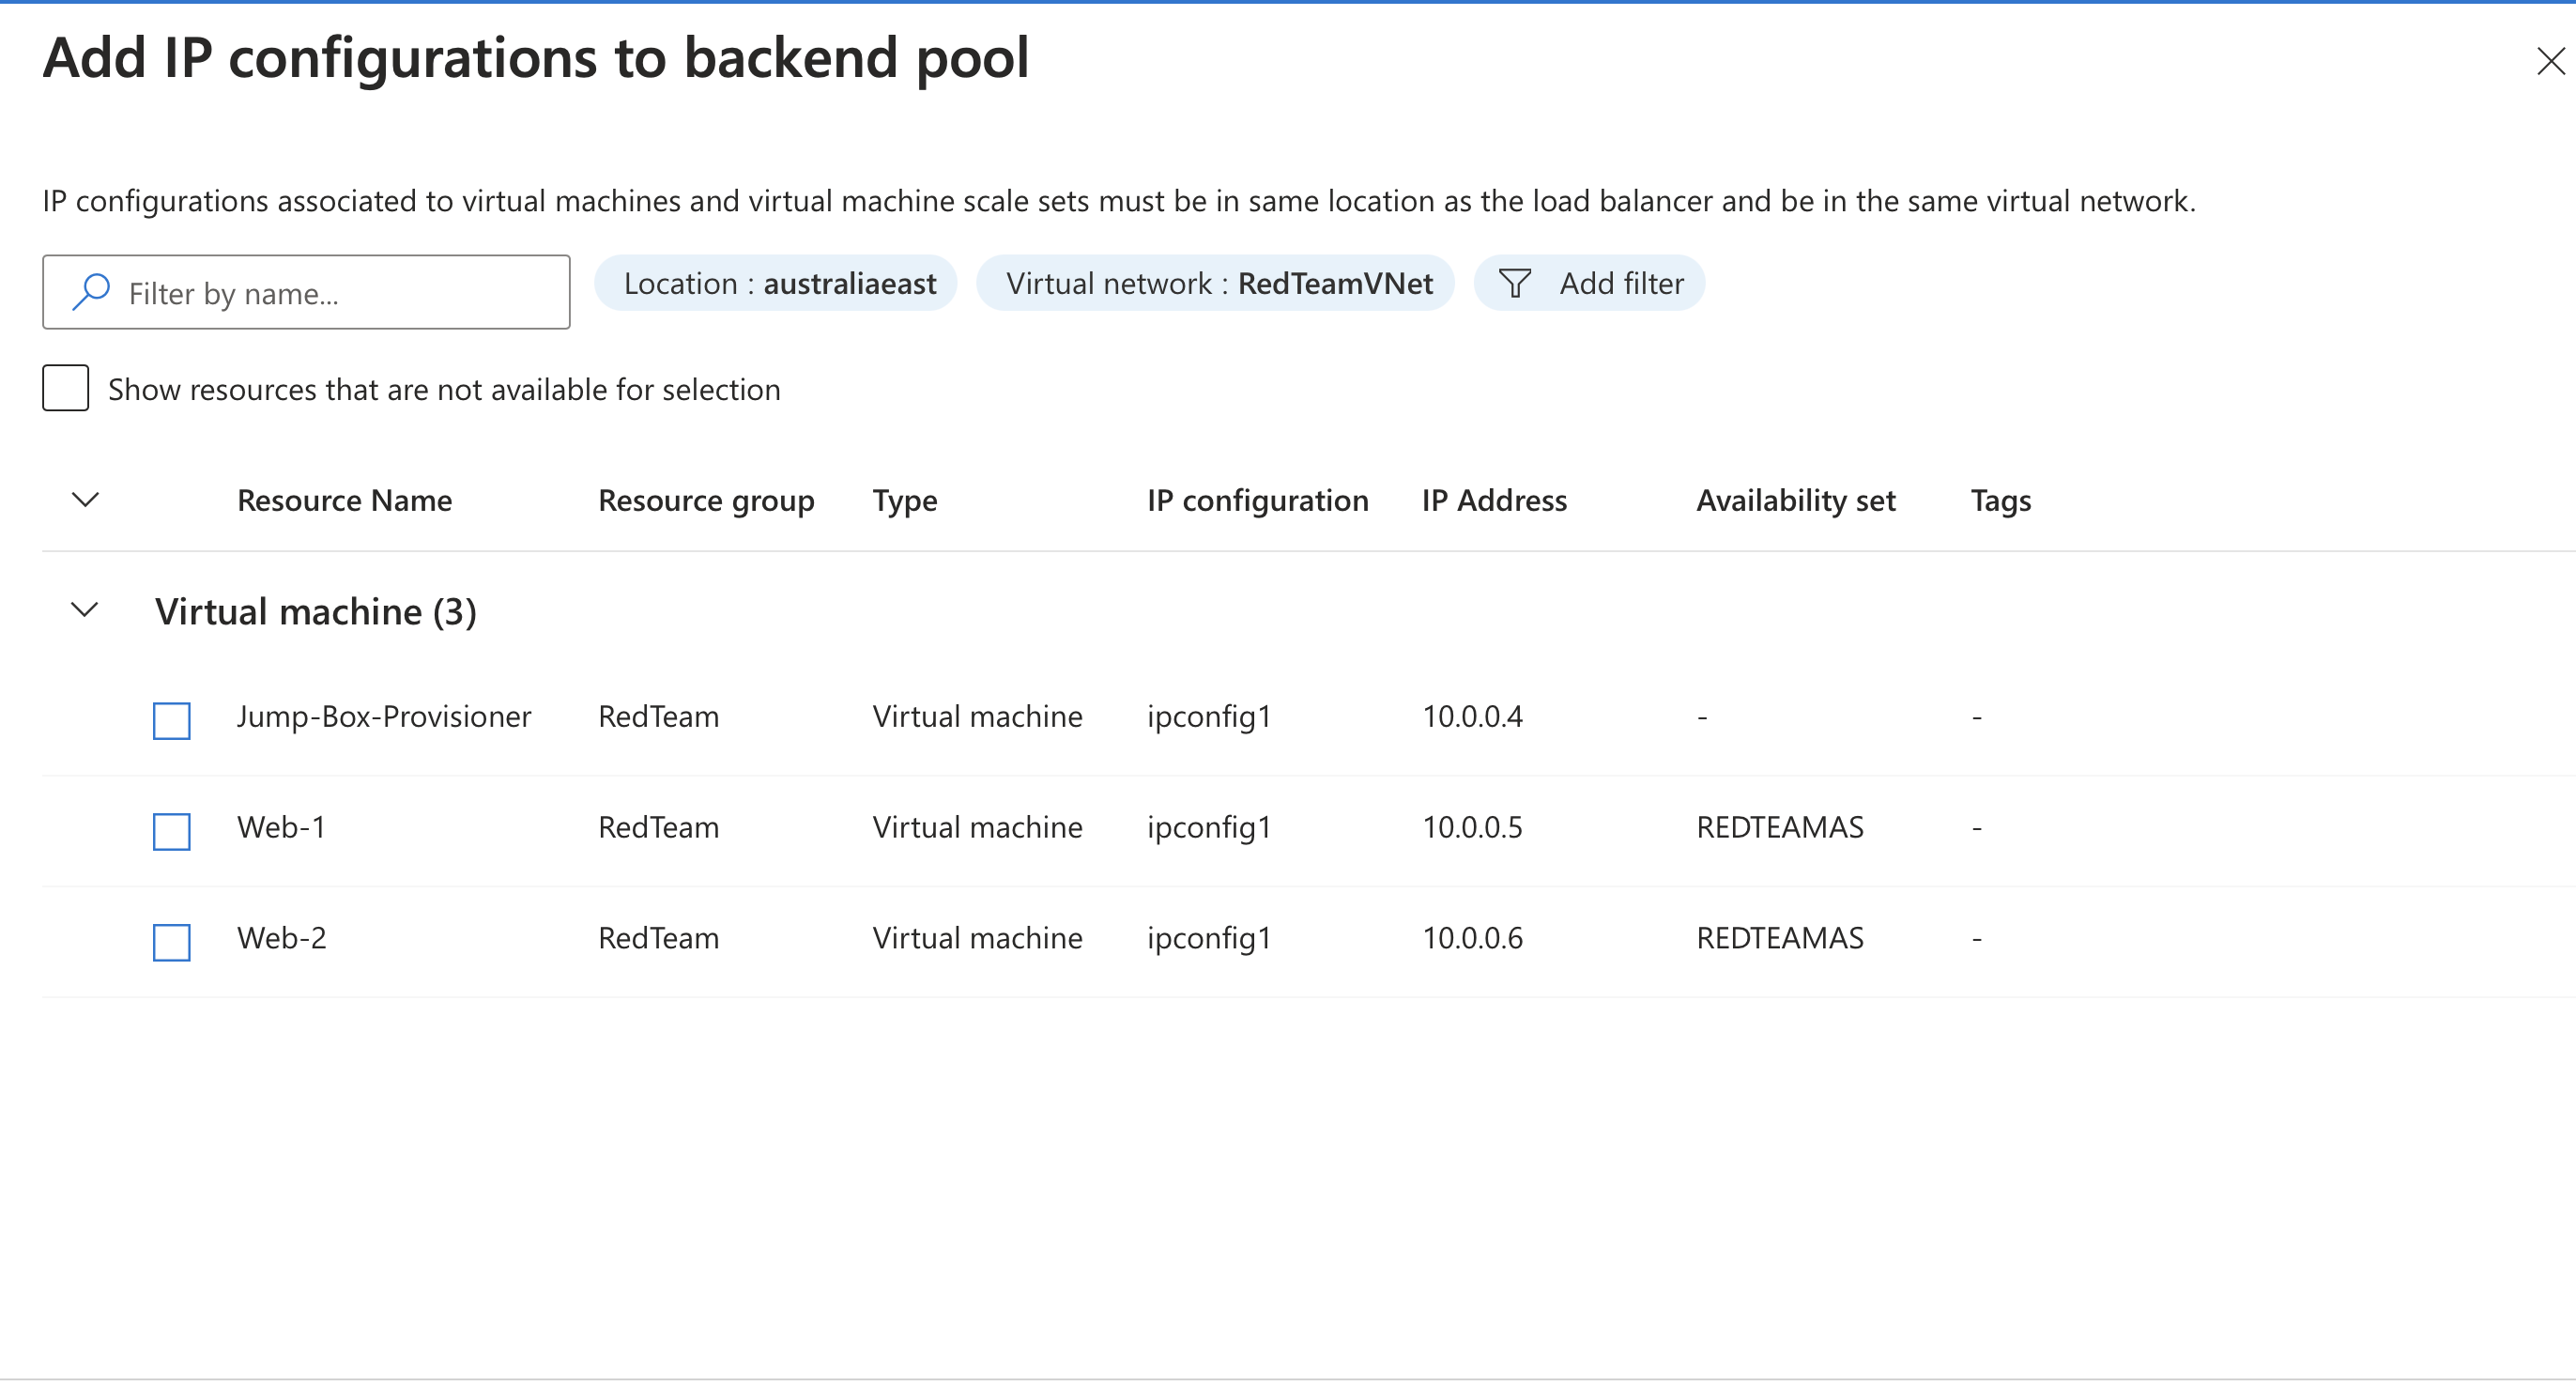 Add IP configurations to backend pool
IP configurations associated to virtual machines and virtual machine scale sets must be in same location as the load balancer and be in the same virtual network.
Filter by name... Location : australiaeast Virtual network : RedTeamVNet Add filter
Show resources that are not available for selection
Resource Name Resource group Type IP configuration IP Address Availability set Tags
Virtual machine (3)
Jump-Box-Provisioner RedTeam Virtual machine ipconfig1 10.0.0.4 - -
Web-1 RedTeam Virtual machine ipconfig1 10.0.0.5 REDTEAMAS -
Web-2 RedTeam Virtual machine ipconfig1 10.0.0.6 REDTEAMAS -